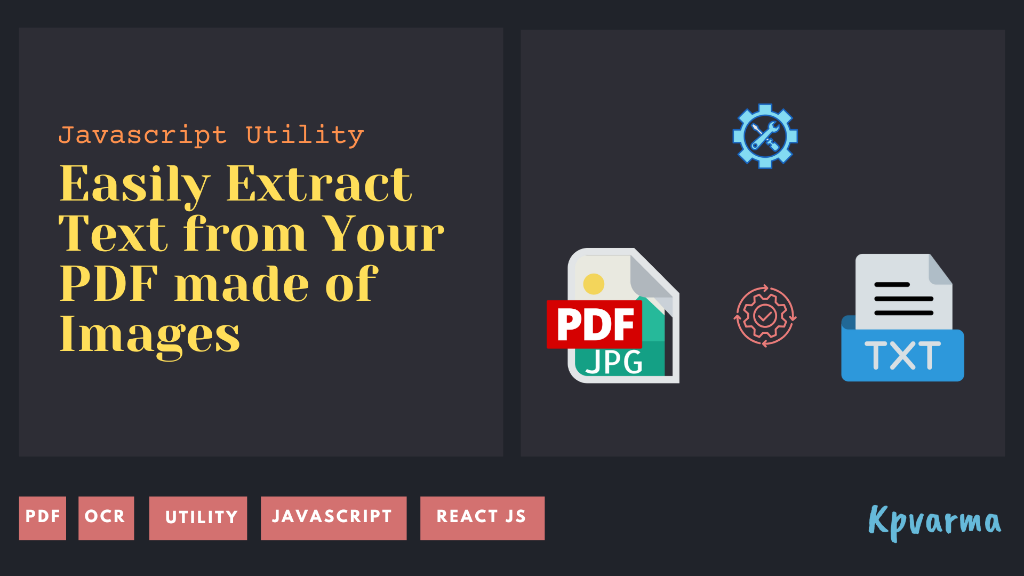 Javascript Utility
Easily Extract
Text from Your
PDF made of
Images
PDF
JPG
TXT
PDF
OCR
UTILITY
JAVASCRIPT
REACT JS
Kpvarma